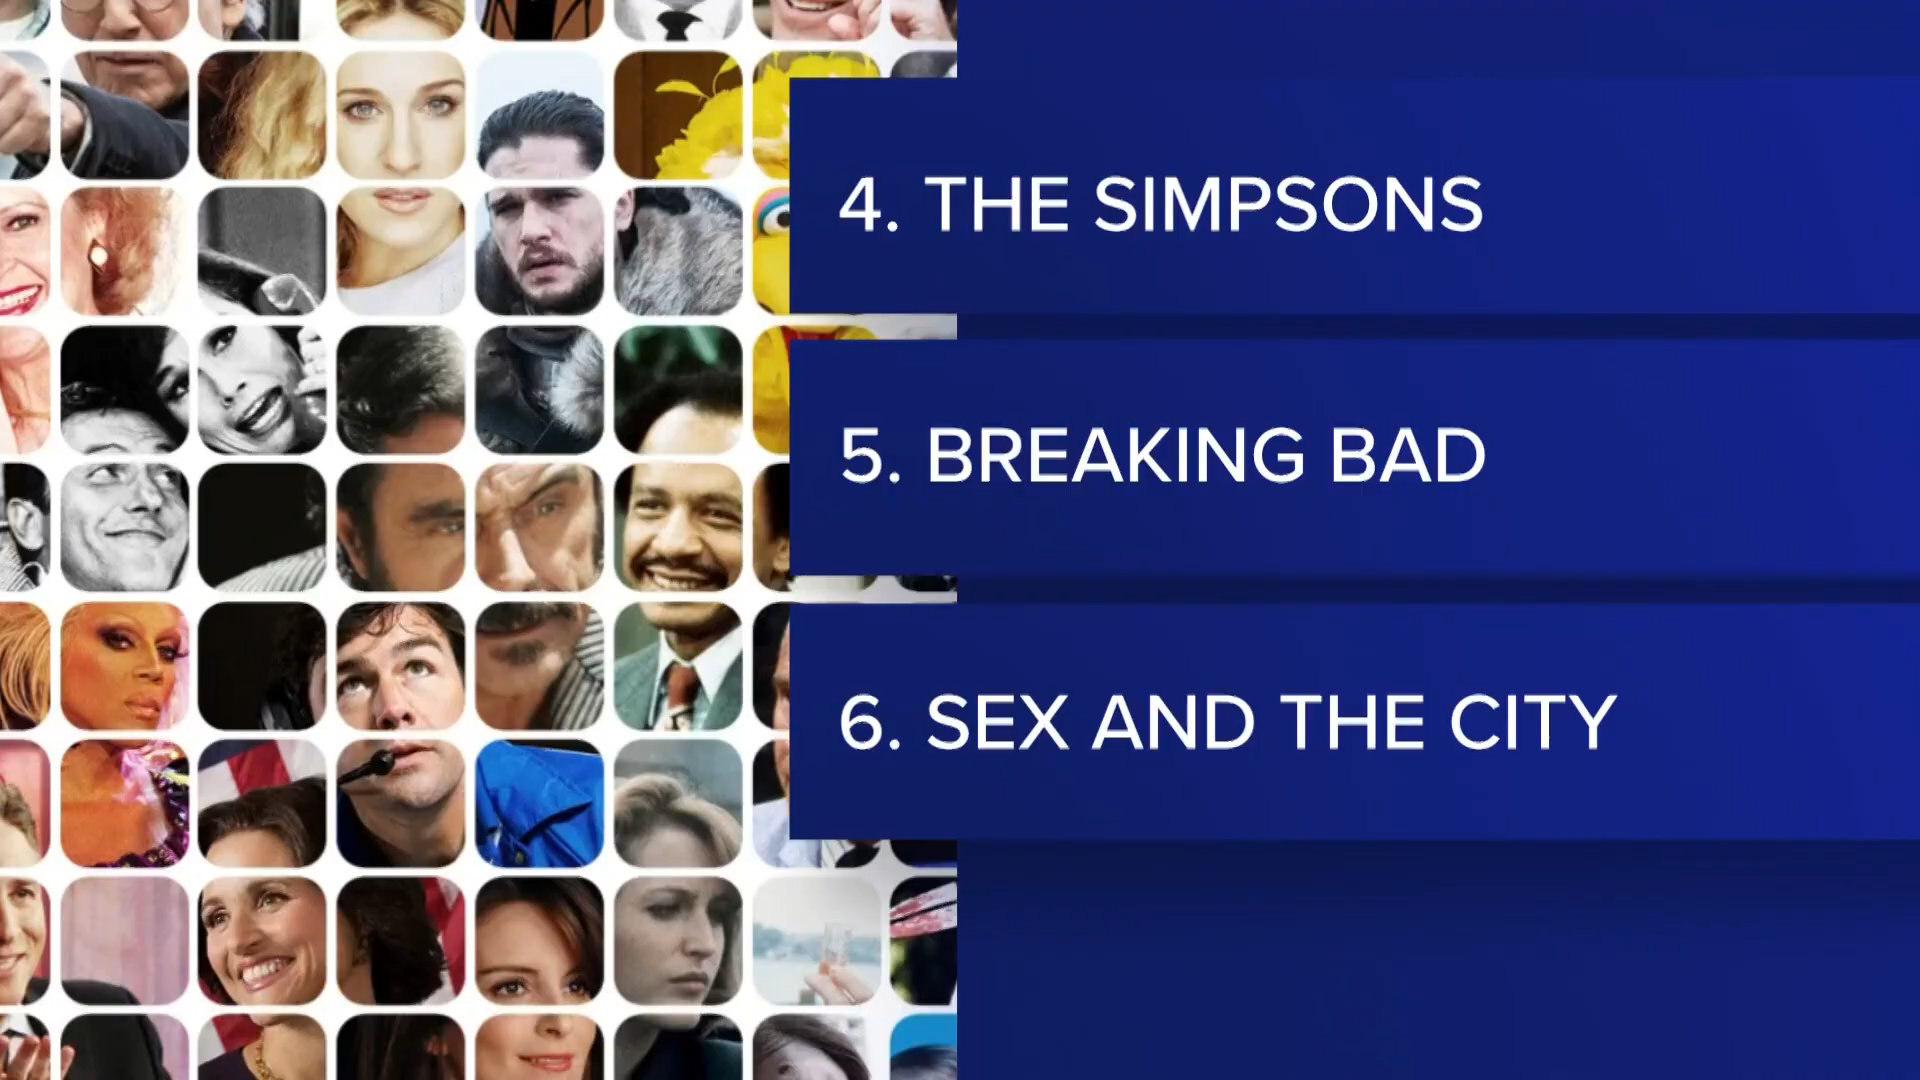 4. THE SIMPSONS
5. BREAKING BAD
6. SEX AND THE CITY